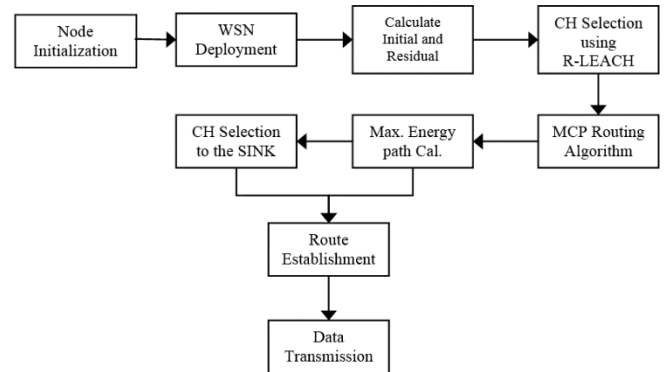 Node
Initialization
WSN
Deployment
Calculate
Initial and
Residual
CH Selection
using
R-LEACH
CH Selection
to the SINK
Max. Energy
path Cal.
MCP Routing
Algorithm
Route
Establishment
Data
Transmission